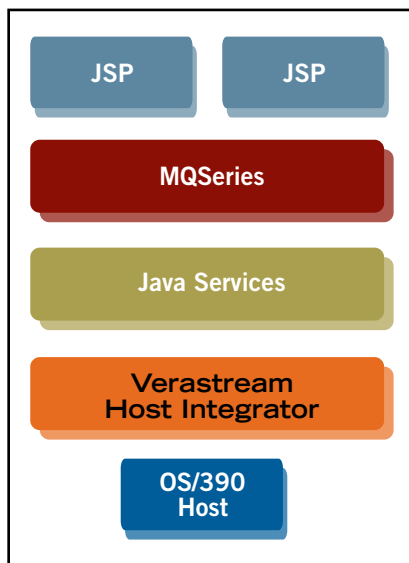 JSP JSP
MQSeries
Java Services
Verastream
Host Integrator
OS/390
Host